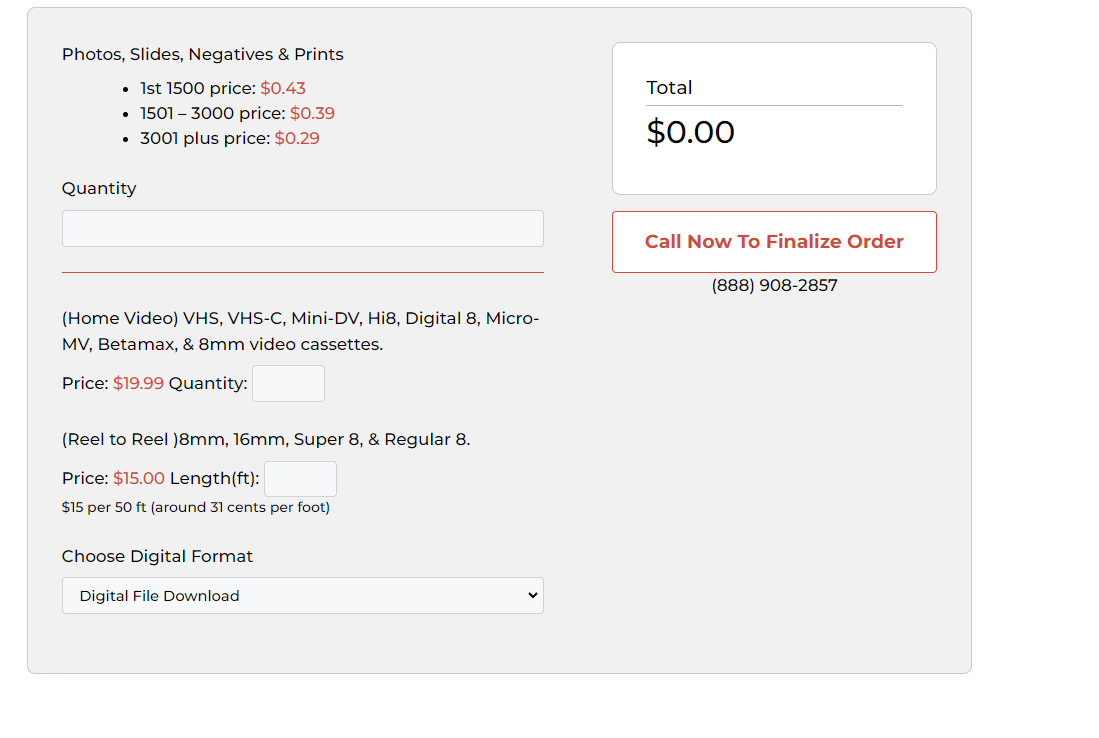 Photos, Slides, Negatives & Prints
1st 1500 price: $0.43
1501 – 3000 price: $0.39
3001 plus price: $0.29
Quantity
(Home Video) VHS, VHS-C, Mini-DV, Hi8, Digital 8, Micro-
MV, Betamax, & 8mm video cassettes.
Price: $19.99 Quantity:
(Reel to Reel )8mm, 16mm, Super 8, & Regular 8.
Price: $15.00 Length(ft):
$15 per 50 ft (around 31 cents per foot)
Choose Digital Format
Digital File Download
Total
$0.00
Call Now To Finalize Order
(888) 908-2857